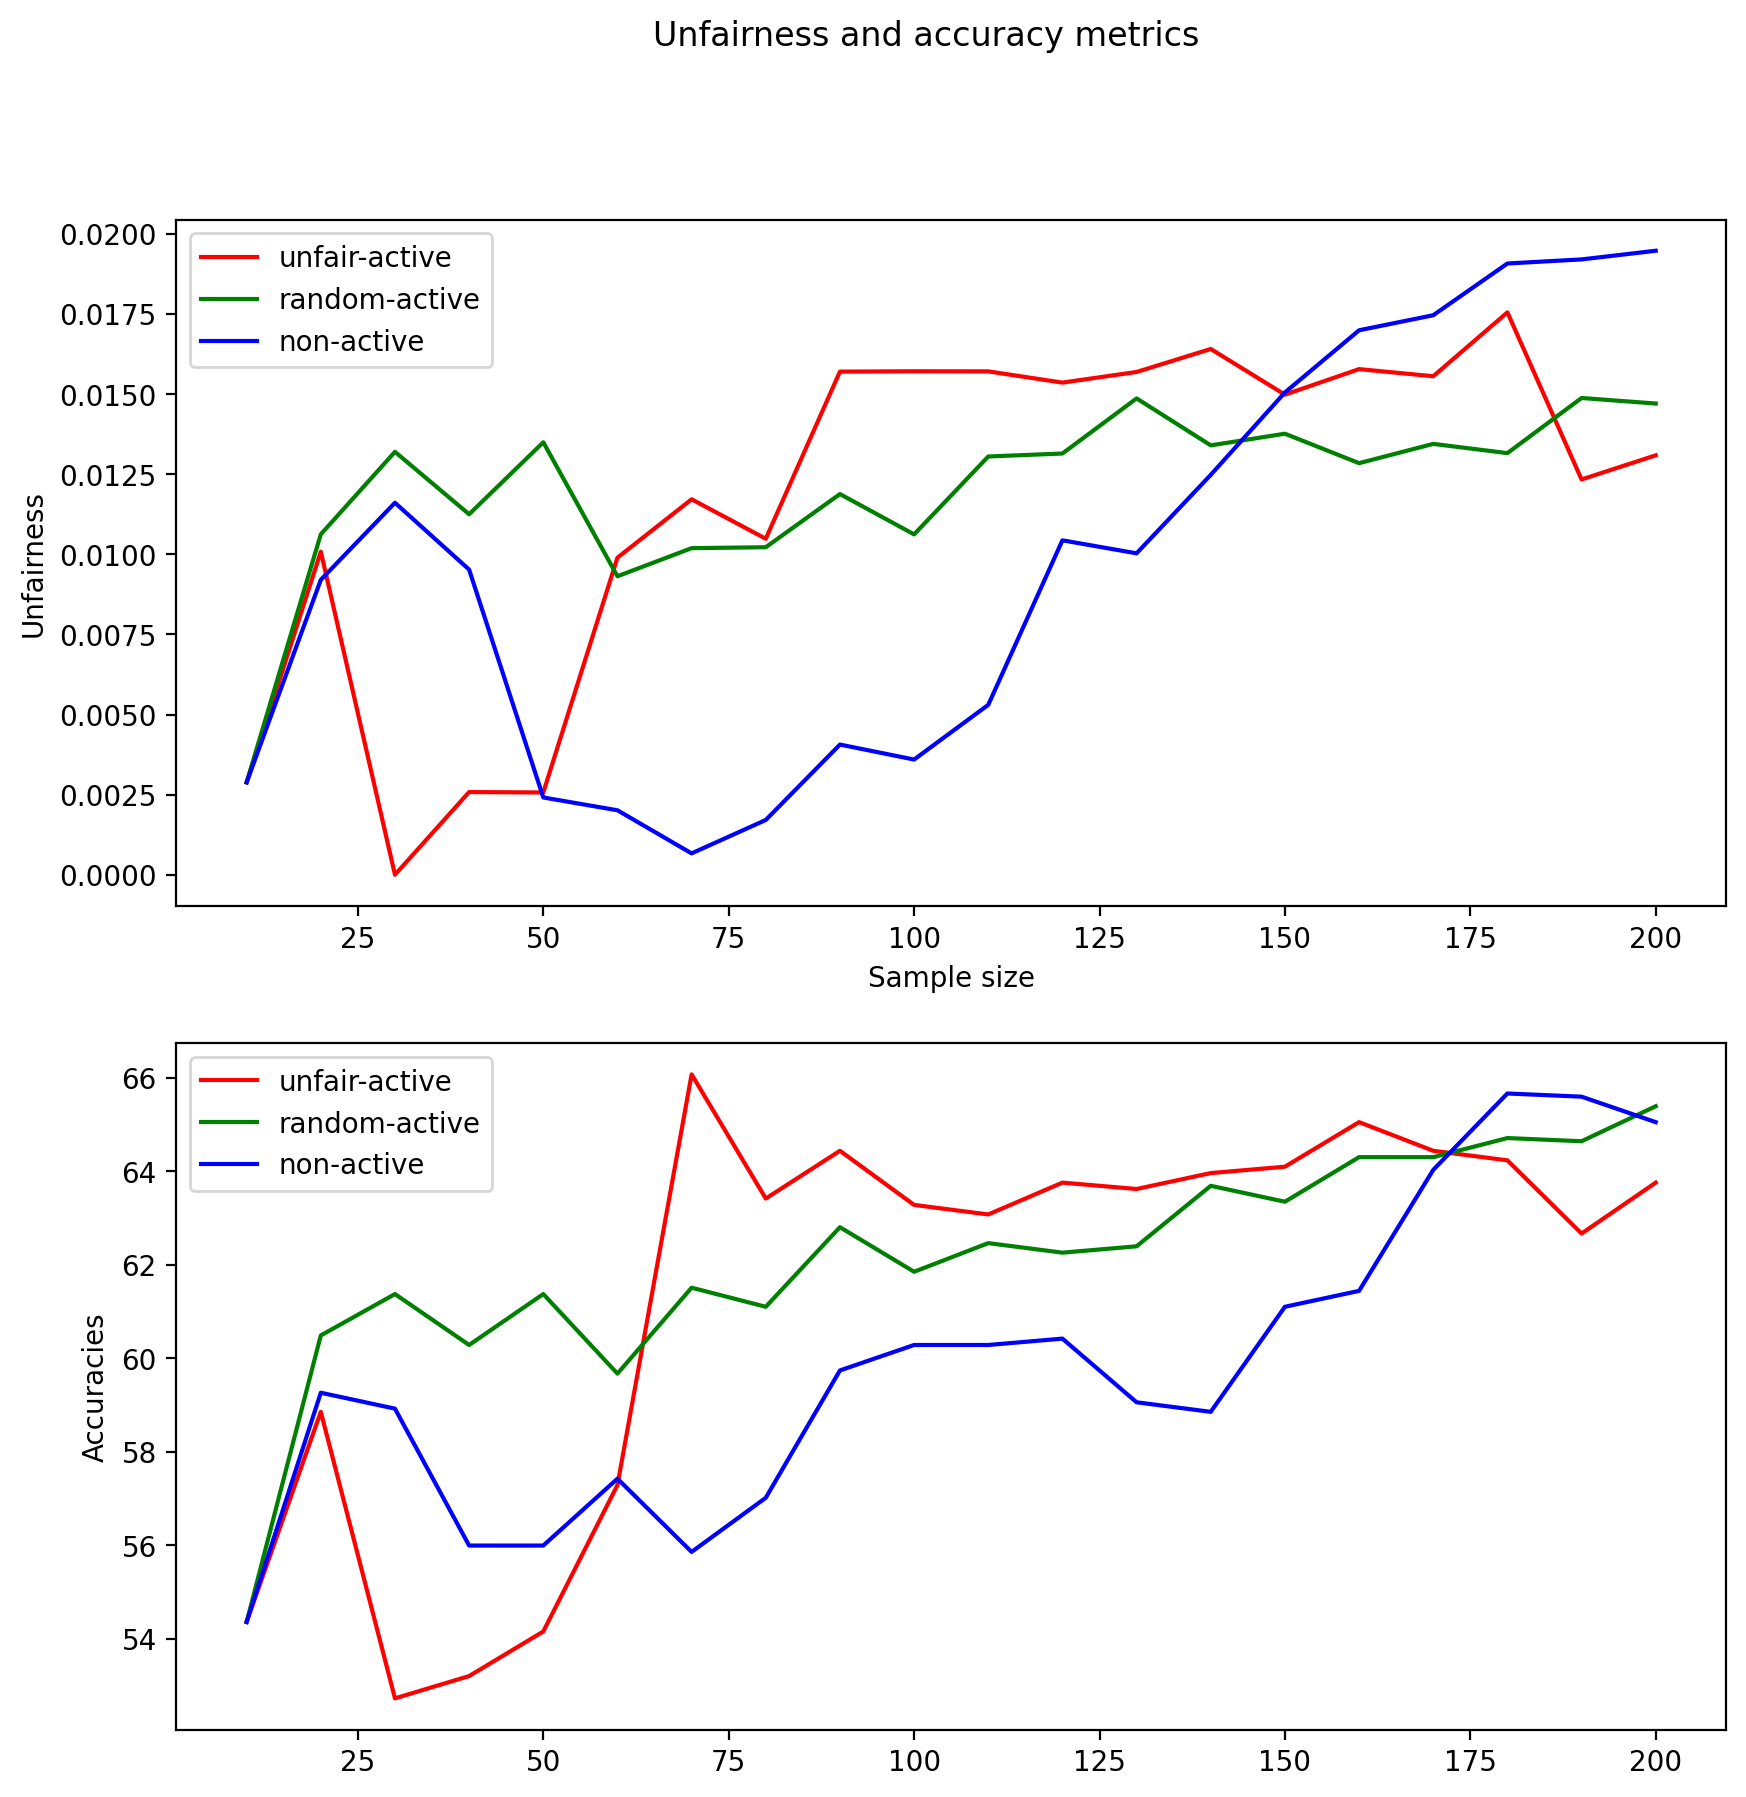 Unfairness and accuracy metrics
0.0200
0.0175
0.0150
0.0125
0.0100
0.0075
0.0050
0.0025
0.0000
Unfairness
unfair-active
random-active
non-active
25 50 75 100 125 150 175 200
Sample size
66
64
62
60
58
56
54
Accuracies
unfair-active
random-active
non-active
25 50 75 100 125 150 175 200